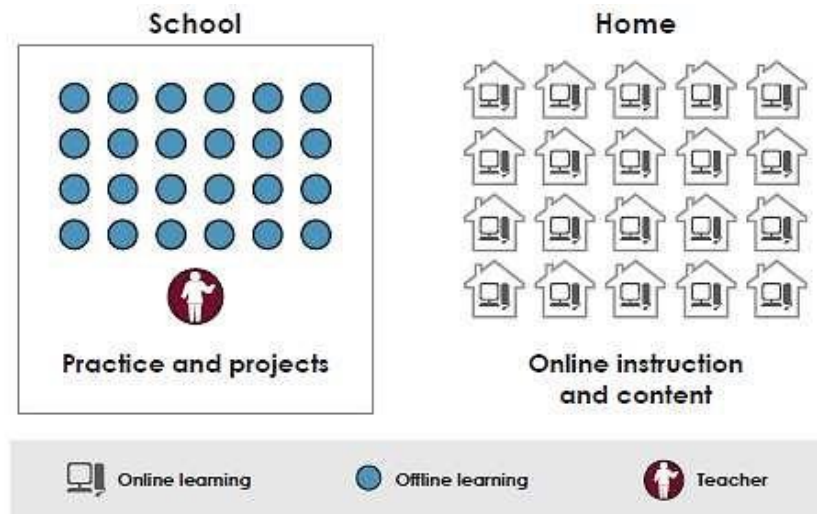 School
Home
Practice and projects
Online instruction
and content
Online learning
Offline learning
Teacher